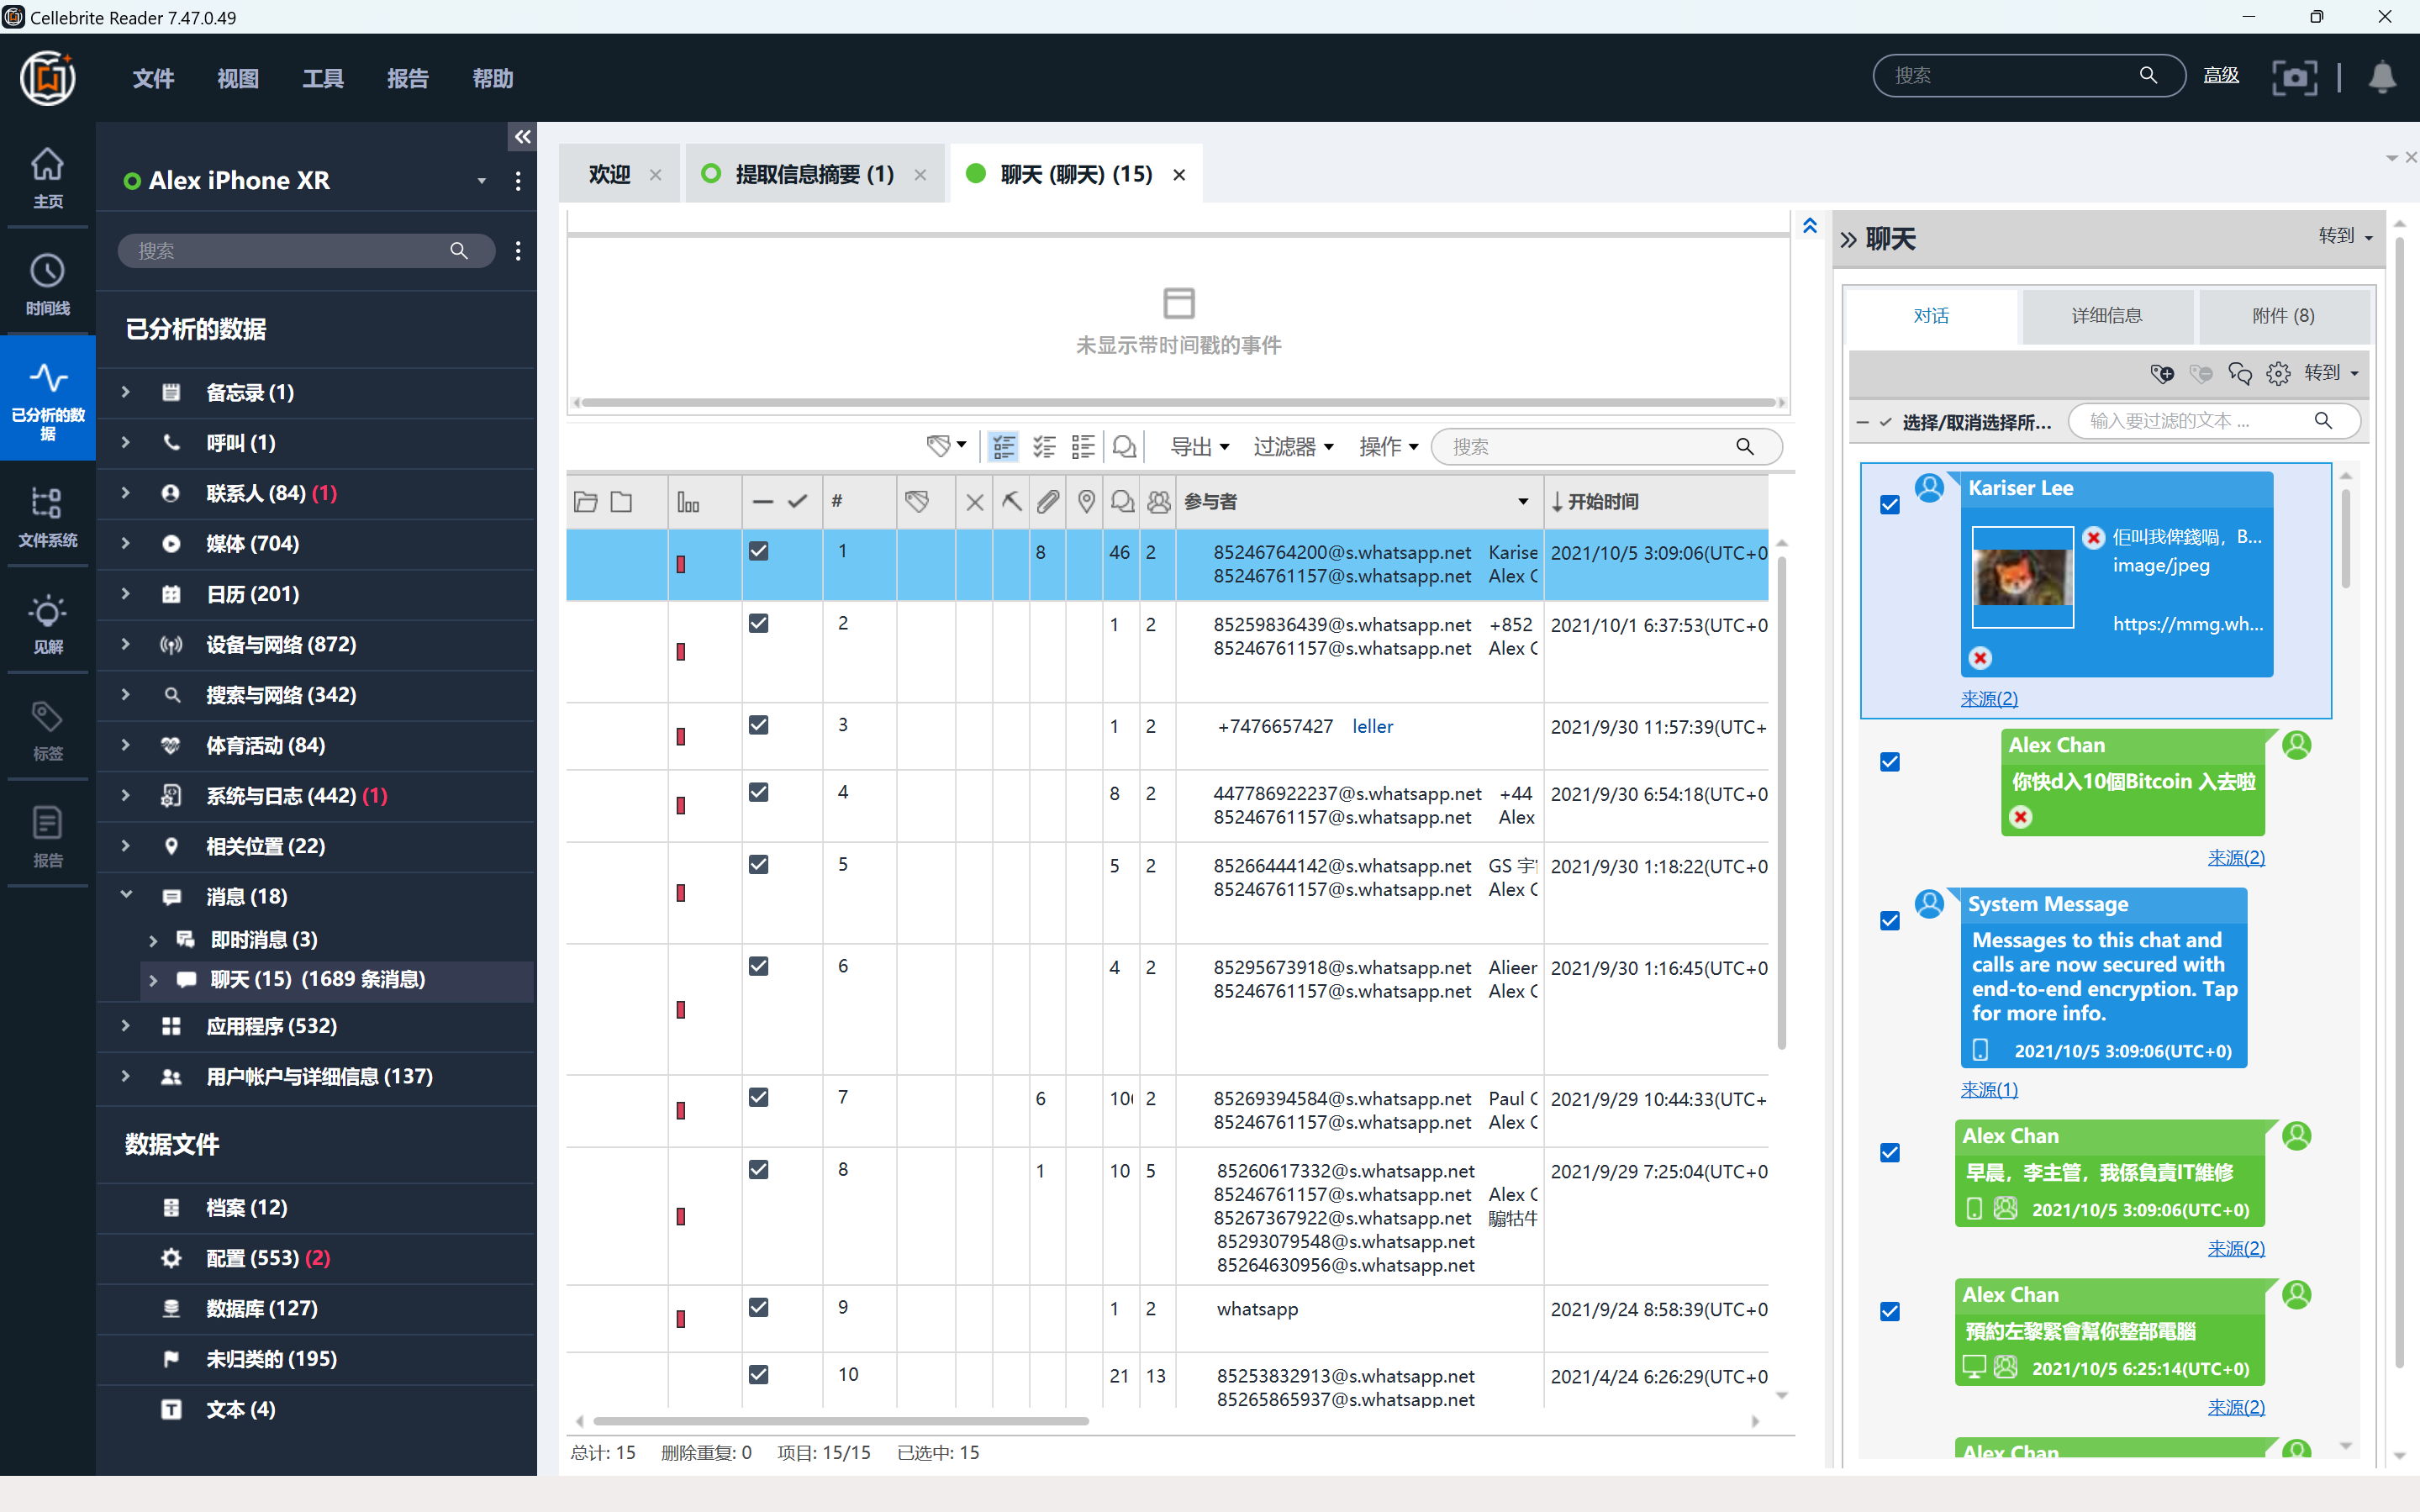 Cellebrite Reader 7.47.0.49
文件
视图
工具
报告
帮助
搜索
高级
主页
时间线
已分析的数
据
文件系统
见解
标签
报告
Alex iPhone XR
搜索
已分析的数据
备忘录 (1)
呼叫 (1)
联系人 (84) (1)
媒体 (704)
日历 (201)
设备与网络 (872)
搜索与网络 (342)
体育活动 (84)
系统与日志 (442) (1)
相关位置 (22)
消息 (18)
即时消息 (3)
聊天 (15) (1689 条消息)
应用程序 (532)
用户帐户与详细信息 (137)
数据文件
档案 (12)
配置 (553) (2)
数据库 (127)
未归类的 (195)
文本 (4)
欢迎
提取信息摘要 (1)
聊天 (聊天) (15)
未显示带时间戳的事件
导出
过滤器
操作
搜索
# 参与者 开始时间
1 8 46 2 85246764200@s.whatsapp.net Karise 2021/10/5 3:09:06(UTC+0
85246761157@s.whatsapp.net Alex C
2 1 2 85259836439@s.whatsapp.net +852 2021/10/1 6:37:53(UTC+0
85246761157@s.whatsapp.net Alex C
3 1 2 +7476657427 leller 2021/9/30 11:57:39(UTC+
4 8 2 447786922237@s.whatsapp.net +44 2021/9/30 6:54:18(UTC+0
85246761157@s.whatsapp.net Alex
5 5 2 85266444142@s.whatsapp.net GS 宇 2021/9/30 1:18:22(UTC+0
85246761157@s.whatsapp.net Alex C
6 4 2 85295673918@s.whatsapp.net Alieer 2021/9/30 1:16:45(UTC+0
85246761157@s.whatsapp.net Alex C
7 6 10 2 85269394584@s.whatsapp.net Paul C 2021/9/29 10:44:33(UTC+
85246761157@s.whatsapp.net Alex C
8 1 10 5 85260617332@s.whatsapp.net 2021/9/29 7:25:04(UTC+0
85246761157@s.whatsapp.net Alex C
85267367922@s.whatsapp.net 騸牯牛
85293079548@s.whatsapp.net
85264630956@s.whatsapp.net
9 1 2 whatsapp 2021/9/24 8:58:39(UTC+0
10 21 13 85253832913@s.whatsapp.net 2021/4/24 6:26:29(UTC+0
85265865937@s.whatsapp.net
总计: 15 删除重复: 0 项目: 15/15 已选中: 15
聊天
转到
对话
详细信息
附件 (8)
转到
选择/取消选择所...
输入要过滤的文本 ...
Kariser Lee
佢叫我俾錢喎，B...
image/jpeg
https://mmg.wh...
来源(2)
Alex Chan
你快d入10個Bitcoin 入去啦
来源(2)
System Message
Messages to this chat and
calls are now secured with
end-to-end encryption. Tap
for more info.
2021/10/5 3:09:06(UTC+0)
来源(1)
Alex Chan
早晨，李主管，我係負責IT維修
2021/10/5 3:09:06(UTC+0)
来源(2)
Alex Chan
預約左黎緊會幫你整部電腦
2021/10/5 6:25:14(UTC+0)
来源(2)
Alex Chan